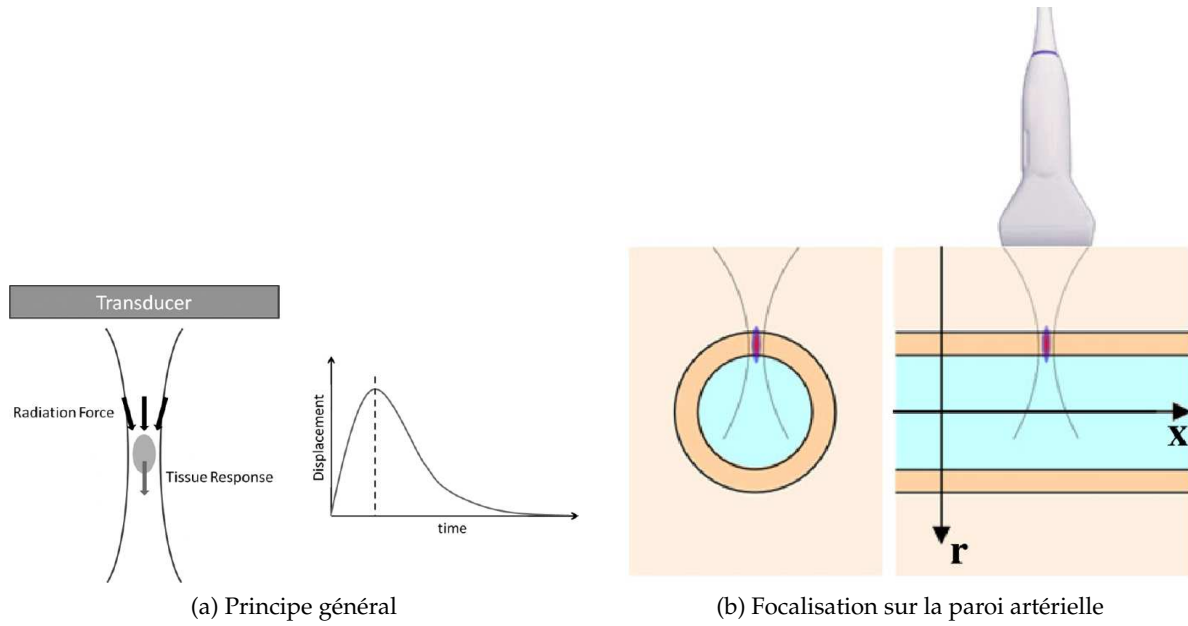 Transducer
Radiation Force
Tissue Response
Displacement
time
x
r
(a) Principe général
(b) Focalisation sur la paroi artérielle